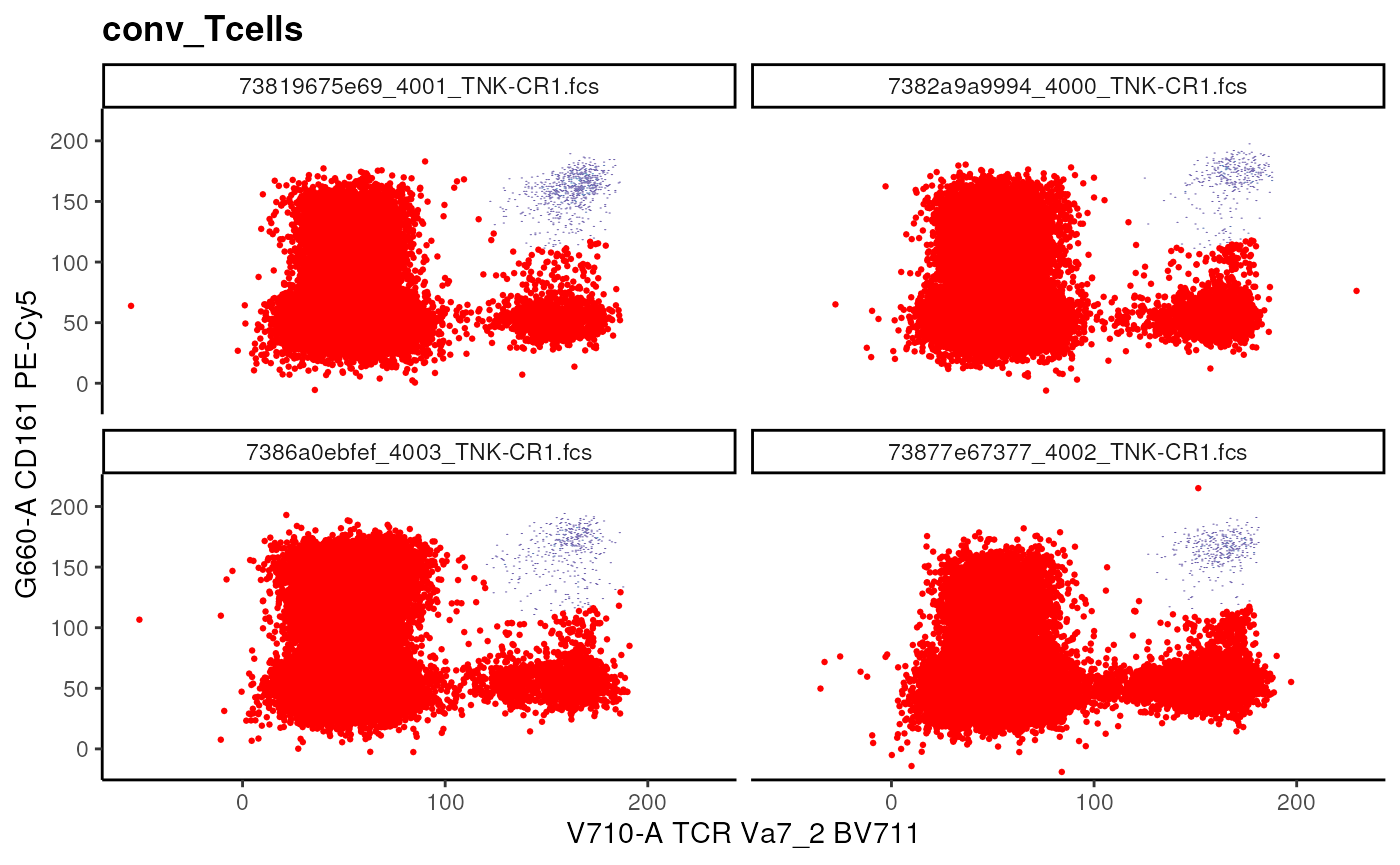 conv_Tcells
73819675e69_4001_TNK-CR1.fcs
7382a9a9994_4000_TNK-CR1.fcs
200
150
100
50
0
7386a0ebfef_4003_TNK-CR1.fcs
73877e67377_4002_TNK-CR1.fcs
200
150
100
50
0
G660-A CD161 PE-Cy5
0
100
200
0
100
200
V710-A TCR Va7_2 BV711